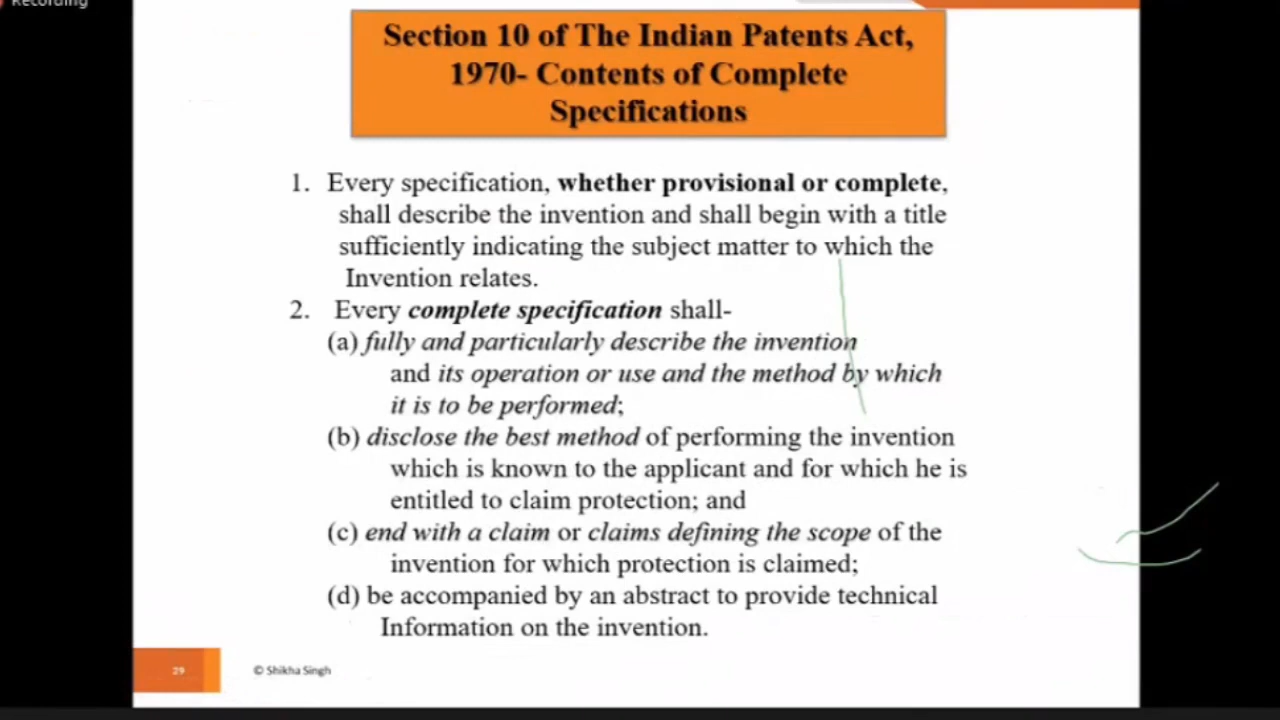 Recording
Section 10 of The Indian Patents Act,
1970- Contents of Complete
Specifications
1. Every specification, whether provisional or complete,
shall describe the invention and shall begin with a title
sufficiently indicating the subject matter to which the
Invention relates.
2. Every complete specification shall-
(a) fully and particularly describe the invention
and its operation or use and the method by which
it is to be performed;
(b) disclose the best method of performing the invention
which is known to the applicant and for which he is
entitled to claim protection; and
(c) end with a claim or claims defining the scope of the
invention for which protection is claimed;
(d) be accompanied by an abstract to provide technical
Information on the invention.
29
© Shikha Singh